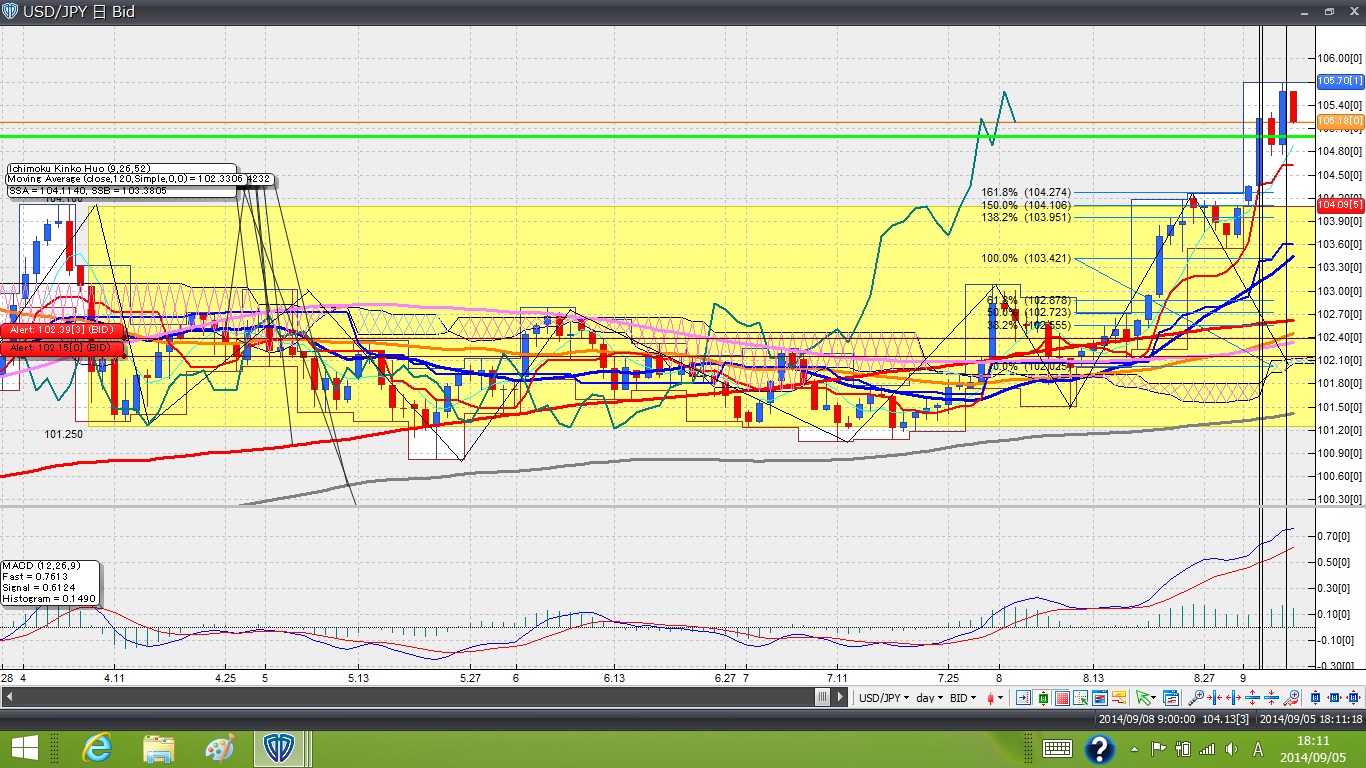 USD/JPY 日 Bid
106.00[0]
105.70[1]
105.40[0]
105.18[0]
104.80[0]
104.50[0]
104.09[5]
103.90[0]
103.60[0]
103.30[0]
103.00[0]
102.70[0]
102.40[0]
102.10[0]
101.80[0]
101.50[0]
101.20[0]
100.90[0]
100.60[0]
100.30[0]
Ichimoku Kinko Huo (9,26,52)
Moving Average (close,120,Simple,0,0) = 102.3306 4232
SSA = 104.1140, SSB = 103.3805
161.8% (104.274)
150.0% (104.106)
138.2% (103.951)
100.0% (103.421)
61.8% (102.878)
50.0% (102.723)
38.2% (102.555)
0.0% (102.025)
Alert: 102.39[3] (BID)
Alert: 102.15[0] (BID)
101.250
MACD (12,26,9)
Fast = 0.7613
Signal = 0.6124
Histogram = 0.1490
0.70[0]
0.50[0]
0.30[0]
0.10[0]
-0.10[0]
-0.30[0]
28 4 4.11 4.25 5 5.13 5.27 6 6.13 6.27 7 7.11 7.25 8 8.13 8.27 9
USD/JPY day BID
2014/09/08 9:00:00 104.13[3] 2014/09/05 18:11:18
A 18:11
2014/09/05